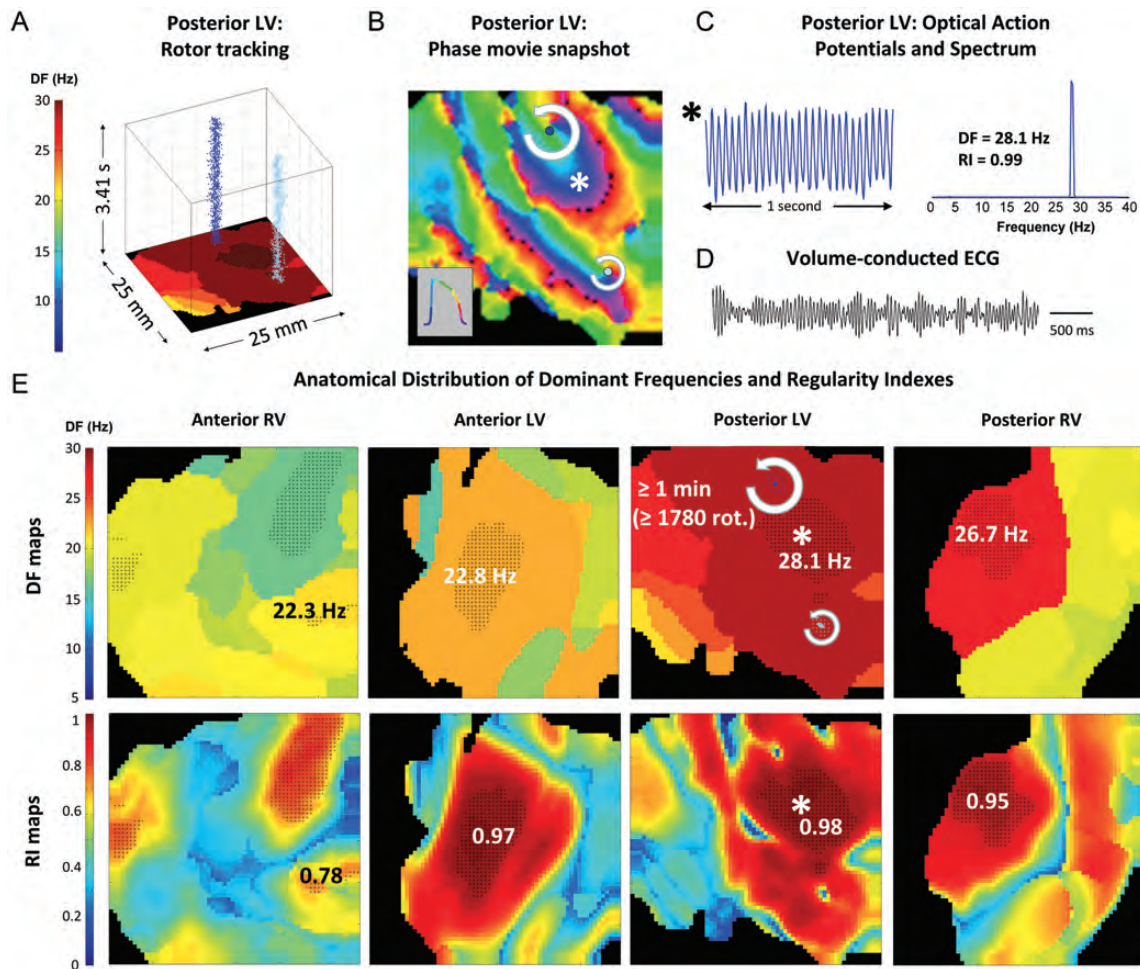 A
Posterior LV:
Rotor tracking
DF (Hz)
30
25
20
15
10
3.41 s
25 mm
25 mm
B
Posterior LV:
Phase movie snapshot
*
C
Posterior LV: Optical Action
Potentials and Spectrum
*
1 second
DF = 28.1 Hz
RI = 0.99
0 5 10 15 20 25 30 35 40
Frequency (Hz)
D
Volume-conducted ECG
500 ms
E
Anatomical Distribution of Dominant Frequencies and Regularity Indexes
DF (Hz)
Anterior RV
Anterior LV
Posterior LV
Posterior RV
DF maps
30
25
20
15
10
5
22.3 Hz
22.8 Hz
≥ 1 min
(≥ 1780 rot.)
*
28.1 Hz
26.7 Hz
RI maps
1
0.8
0.6
0.4
0.2
0
0.78
0.97
*
0.98
0.95